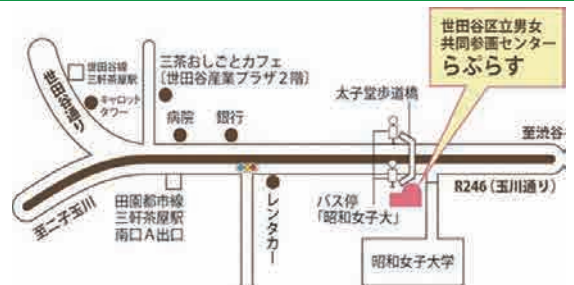 世田谷区立男女
共同参画センター
らぷらす
世田谷線
三軒茶屋駅
キャロット
タワー
世田谷通り
三茶おしごとカフェ
〔世田谷産業プラザ2階〕
病院
銀行
太子堂歩道橋
至渋谷
R246（玉川通り）
バス停
「昭和女子大」
至二子玉川
田園都市線
三軒茶屋駅
南口A出口
レンタカー
昭和女子大学